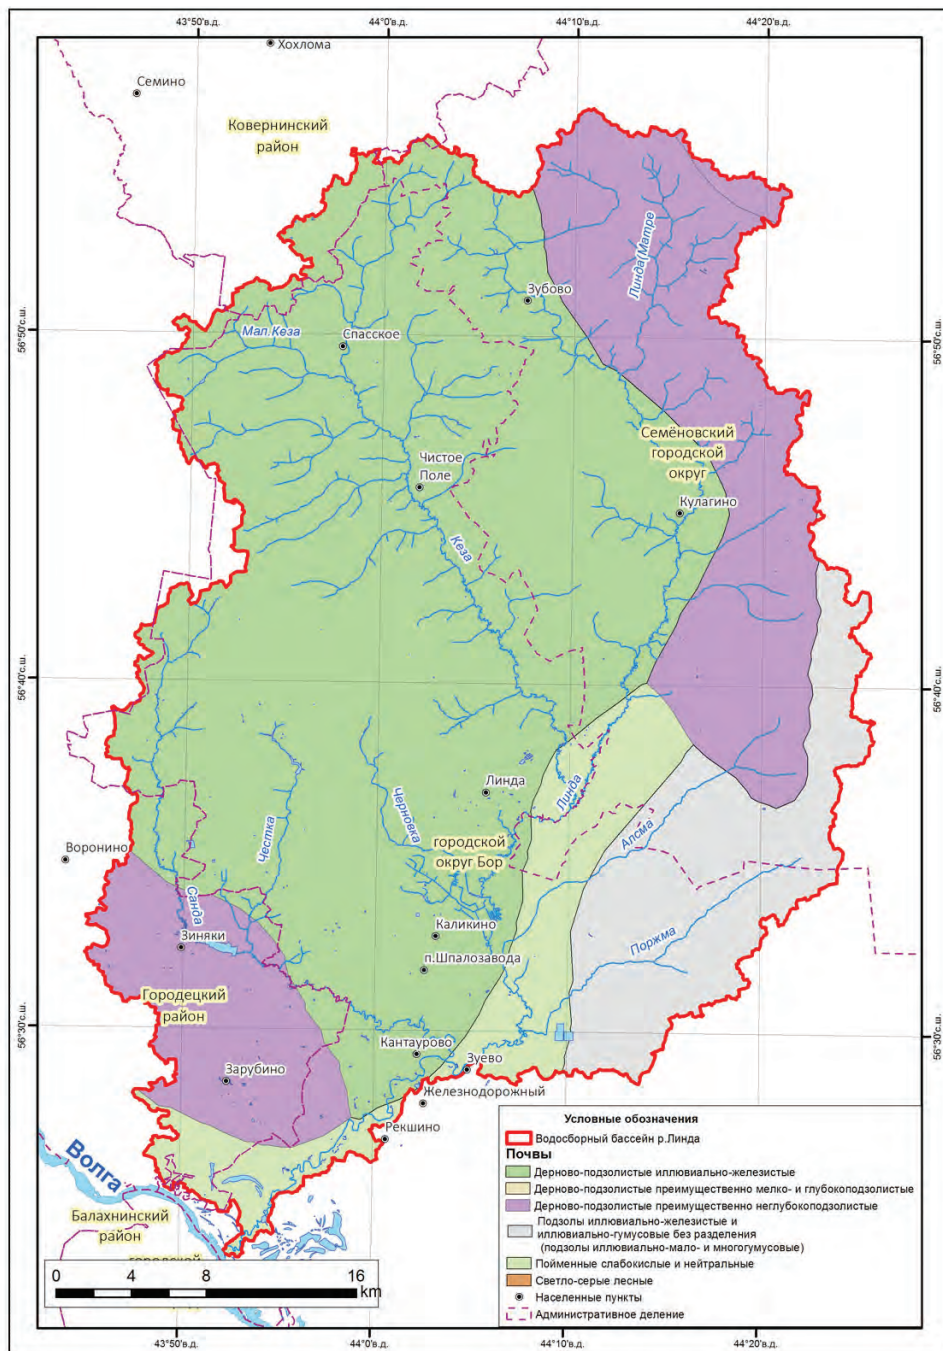 43°50'в.д.
44°0'в.д.
44°10'в.д.
44°20'в.д.
Хохлома
Семино
Ковернинский
район
Линда(Матре
Зубово
56°50'с.ш.
56°50'с.ш.
Мал.Кеза
Спасское
Семёновский
городской
округ
Чистое
Поле
Кулагино
Кеза
56°40'с.ш.
56°40'с.ш.
Линда
Линда
Честка
Черновка
городской
округ Бор
Апсма
Воронино
Санда
Зиняки
Каликино
Поржма
п.Шпалозавода
Городецкий
район
56°30'с.ш.
56°30'с.ш.
Кантаурово
Зуево
Зарубино
Железнодорожный
Рекшино
Волга
Балахнинский
район
городской
0 4 8 16
km
Условные обозначения
Водосборный бассейн р.Линда
Почвы
Дерново-подзолистые иллювиально-железистые
Дерново-подзолистые преимущественно мелко- и глубокоподзолистые
Дерново-подзолистые преимущественно неглубокоподзолистые
Подзолы иллювиально-железистые и
иллювиально-гумусовые без разделения
(подзолы иллювиально-мало- и многогумусовые)
Пойменные слабокислые и нейтральные
Светло-серые лесные
Населенные пункты
Административное деление
43°50'в.д.
44°0'в.д.
44°10'в.д.
44°20'в.д.